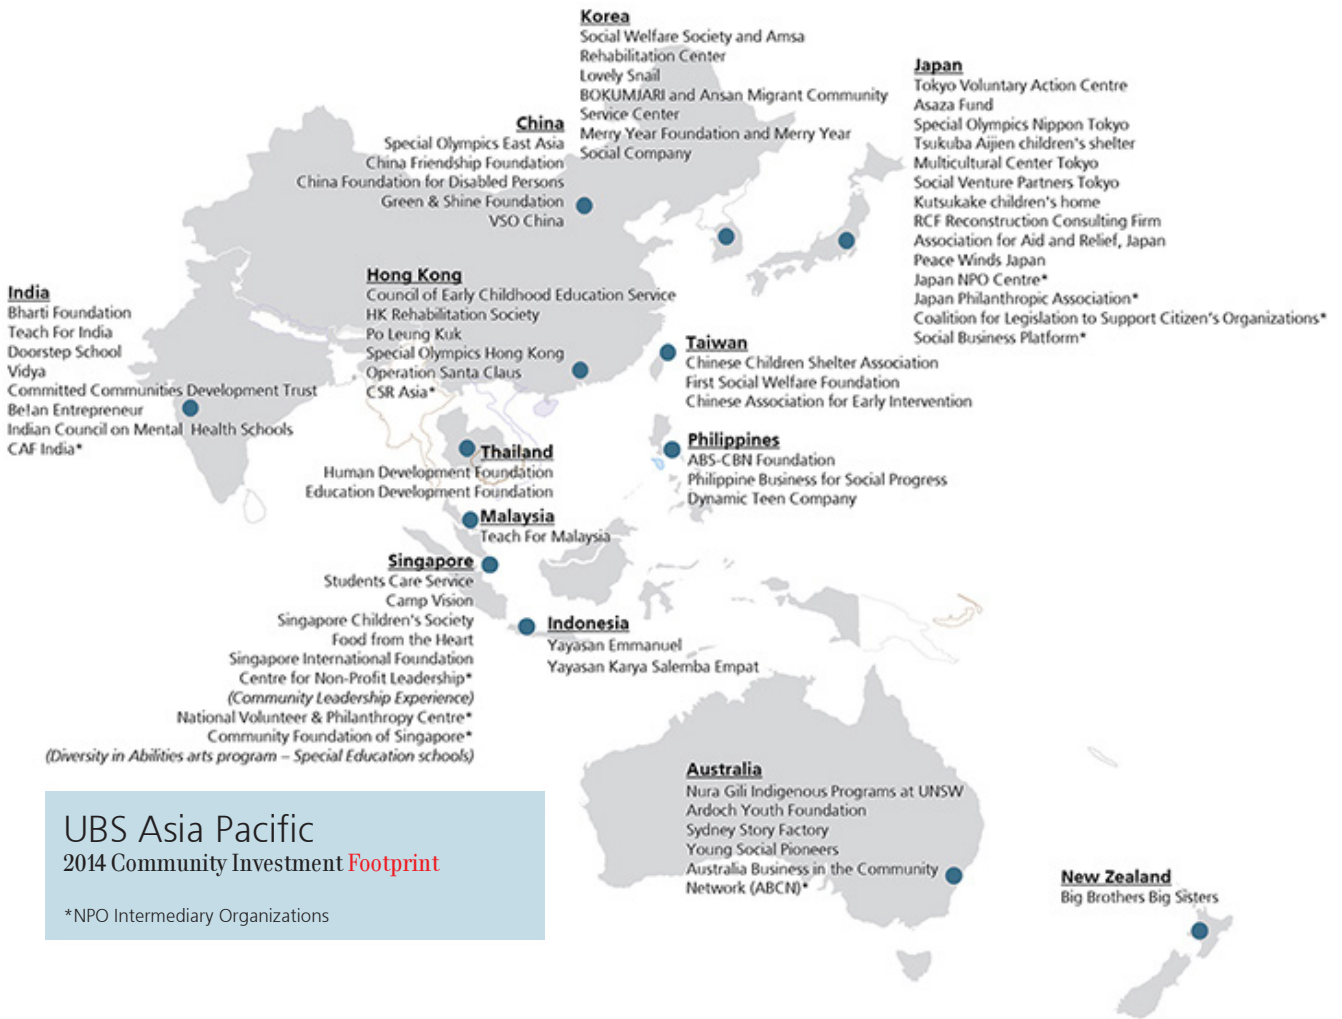 Korea
Social Welfare Society and Amsa
Rehabilitation Center
Lovely Snail
BOKUMJARI and Ansan Migrant Community
Service Center
Merry Year Foundation and Merry Year
Social Company
Japan
Tokyo Voluntary Action Centre
Asaza Fund
Special Olympics Nippon Tokyo
Tsukuba Aijien children's shelter
Multicultural Center Tokyo
Social Venture Partners Tokyo
Kutsukake children's home
RCF Reconstruction Consulting Firm
Association for Aid and Relief, Japan
Peace Winds Japan
Japan NPO Centre*
Japan Philanthropic Association*
Coalition for Legislation to Support Citizen's Organizations*
Social Business Platform*
China
Special Olympics East Asia
China Friendship Foundation
China Foundation for Disabled Persons
Green & Shine Foundation
VSO China
Hong Kong
Council of Early Childhood Education Service
HK Rehabilitation Society
Po Leung Kuk
Special Olympics Hong Kong
Operation Santa Claus
CSR Asia*
India
Bharti Foundation
Teach For India
Doorstep School
Vidya
Committed Communities Development Trust
Belan Entrepreneur
Indian Council on Mental Health Schools
CAF India*
Taiwan
Chinese Children Shelter Association
First Social Welfare Foundation
Chinese Association for Early Intervention
Philippines
ABS-CBN Foundation
Philippine Business for Social Progress
Dynamic Teen Company
Thailand
Human Development Foundation
Education Development Foundation
Malaysia
Teach For Malaysia
Singapore
Students Care Service
Camp Vision
Singapore Children's Society
Food from the Heart
Singapore International Foundation
Centre for Non-Profit Leadership*
(Community Leadership Experience)
National Volunteer & Philanthropy Centre*
Community Foundation of Singapore*
(Diversity in Abilities arts program – Special Education schools)
Indonesia
Yayasan Emmanuel
Yayasan Karya Salemba Empat
Australia
Nura Gili Indigenous Programs at UNSW
Ardoch Youth Foundation
Sydney Story Factory
Young Social Pioneers
Australia Business in the Community
Network (ABCN)*
New Zealand
Big Brothers Big Sisters
UBS Asia Pacific
2014 Community Investment Footprint
*NPO Intermediary Organizations